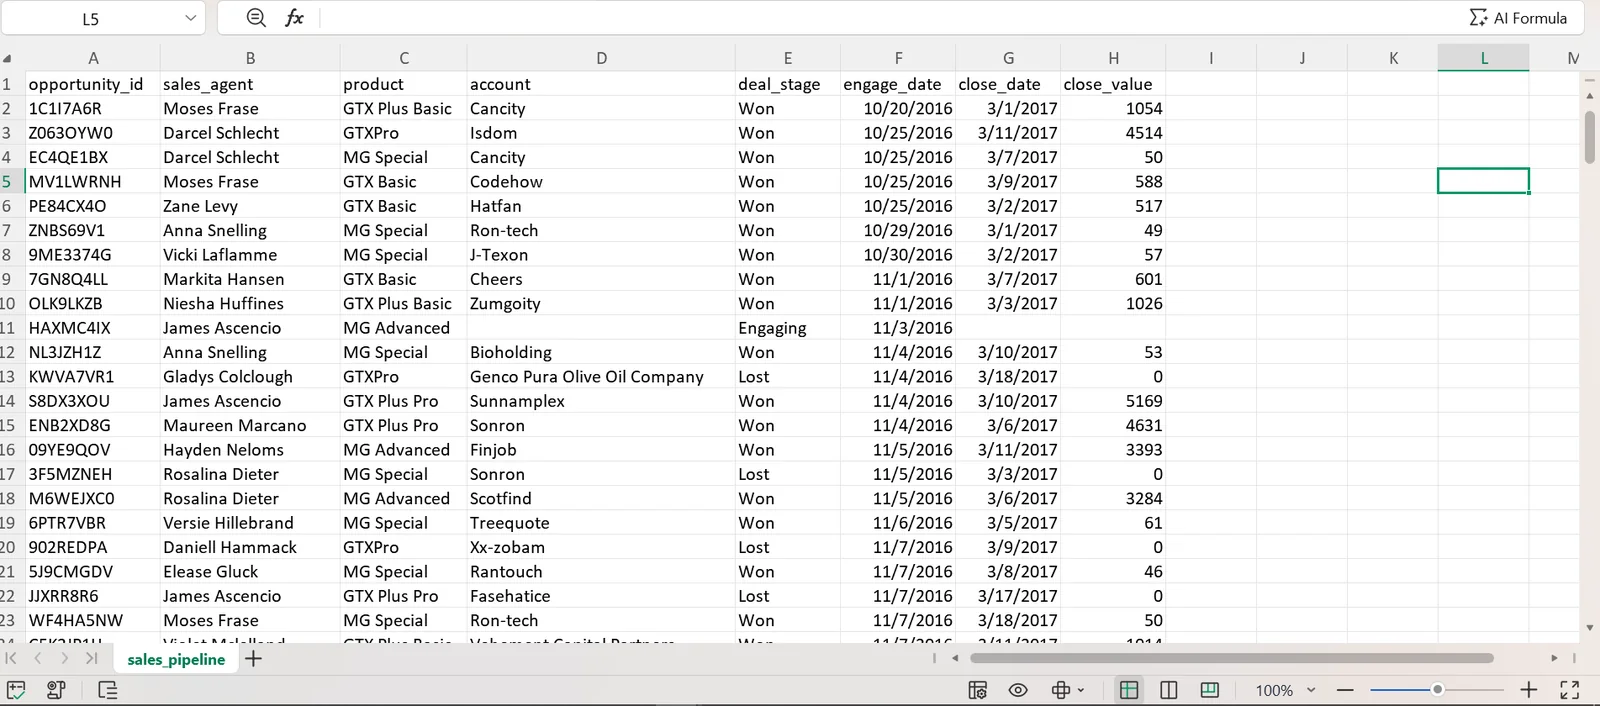 L5 fx AI Formula
A B C D E F G H I J K L M
1 opportunity_id sales_agent product account deal_stage engage_date close_date close_value
2 1C1I7A6R Moses Frase GTX Plus Basic Cancity Won 10/20/2016 3/1/2017 1054
3 Z063OYW0 Darcel Schlecht GTXPro Isdom Won 10/25/2016 3/11/2017 4514
4 EC4QE1BX Darcel Schlecht MG Special Cancity Won 10/25/2016 3/7/2017 50
5 MV1LWRNH Moses Frase GTX Basic Codehow Won 10/25/2016 3/9/2017 588
6 PE84CX4O Zane Levy GTX Basic Hatfan Won 10/25/2016 3/2/2017 517
7 ZNBS69V1 Anna Snelling MG Special Ron-tech Won 10/29/2016 3/1/2017 49
8 9ME3374G Vicki Laflamme MG Special J-Texon Won 10/30/2016 3/2/2017 57
9 7GN8Q4LL Markita Hansen GTX Basic Cheers Won 11/1/2016 3/7/2017 601
10 OLK9LKZB Niesha Huffines GTX Plus Basic Zumgoity Won 11/1/2016 3/3/2017 1026
11 HAXMC4IX James Ascencio MG Advanced Engaging 11/3/2016
12 NL3JZH1Z Anna Snelling MG Special Bioholding Won 11/4/2016 3/10/2017 53
13 KWVA7VR1 Gladys Colclough GTXPro Genco Pura Olive Oil Company Lost 11/4/2016 3/18/2017 0
14 S8DX3XOU James Ascencio GTX Plus Pro Sunnamplex Won 11/4/2016 3/10/2017 5169
15 ENB2XD8G Maureen Marcano GTX Plus Pro Sonron Won 11/4/2016 3/6/2017 4631
16 09YE9QOV Hayden Neloms MG Advanced Finjob Won 11/5/2016 3/11/2017 3393
17 3F5MZNEH Rosalina Dieter MG Special Sonron Lost 11/5/2016 3/3/2017 0
18 M6WEJXC0 Rosalina Dieter MG Advanced Scotfind Won 11/5/2016 3/6/2017 3284
19 6PTR7VBR Versie Hillebrand MG Special Treequote Won 11/6/2016 3/5/2017 61
20 902REDPA Daniell Hammack GTXPro Xx-zobam Lost 11/7/2016 3/9/2017 0
21 5J9CMGDV Elease Gluck MG Special Rantouch Won 11/7/2016 3/8/2017 46
22 JJXRR8R6 James Ascencio GTX Plus Pro Fasehatice Lost 11/7/2016 3/17/2017 0
23 WF4HA5NW Moses Frase MG Special Ron-tech Won 11/7/2016 3/18/2017 50
sales_pipeline
100%